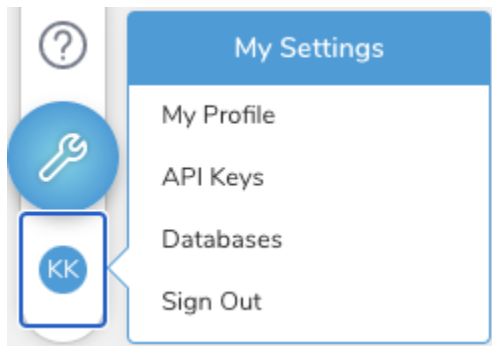 ?
My Settings
My Profile
API Keys
Databases
KK
Sign Out